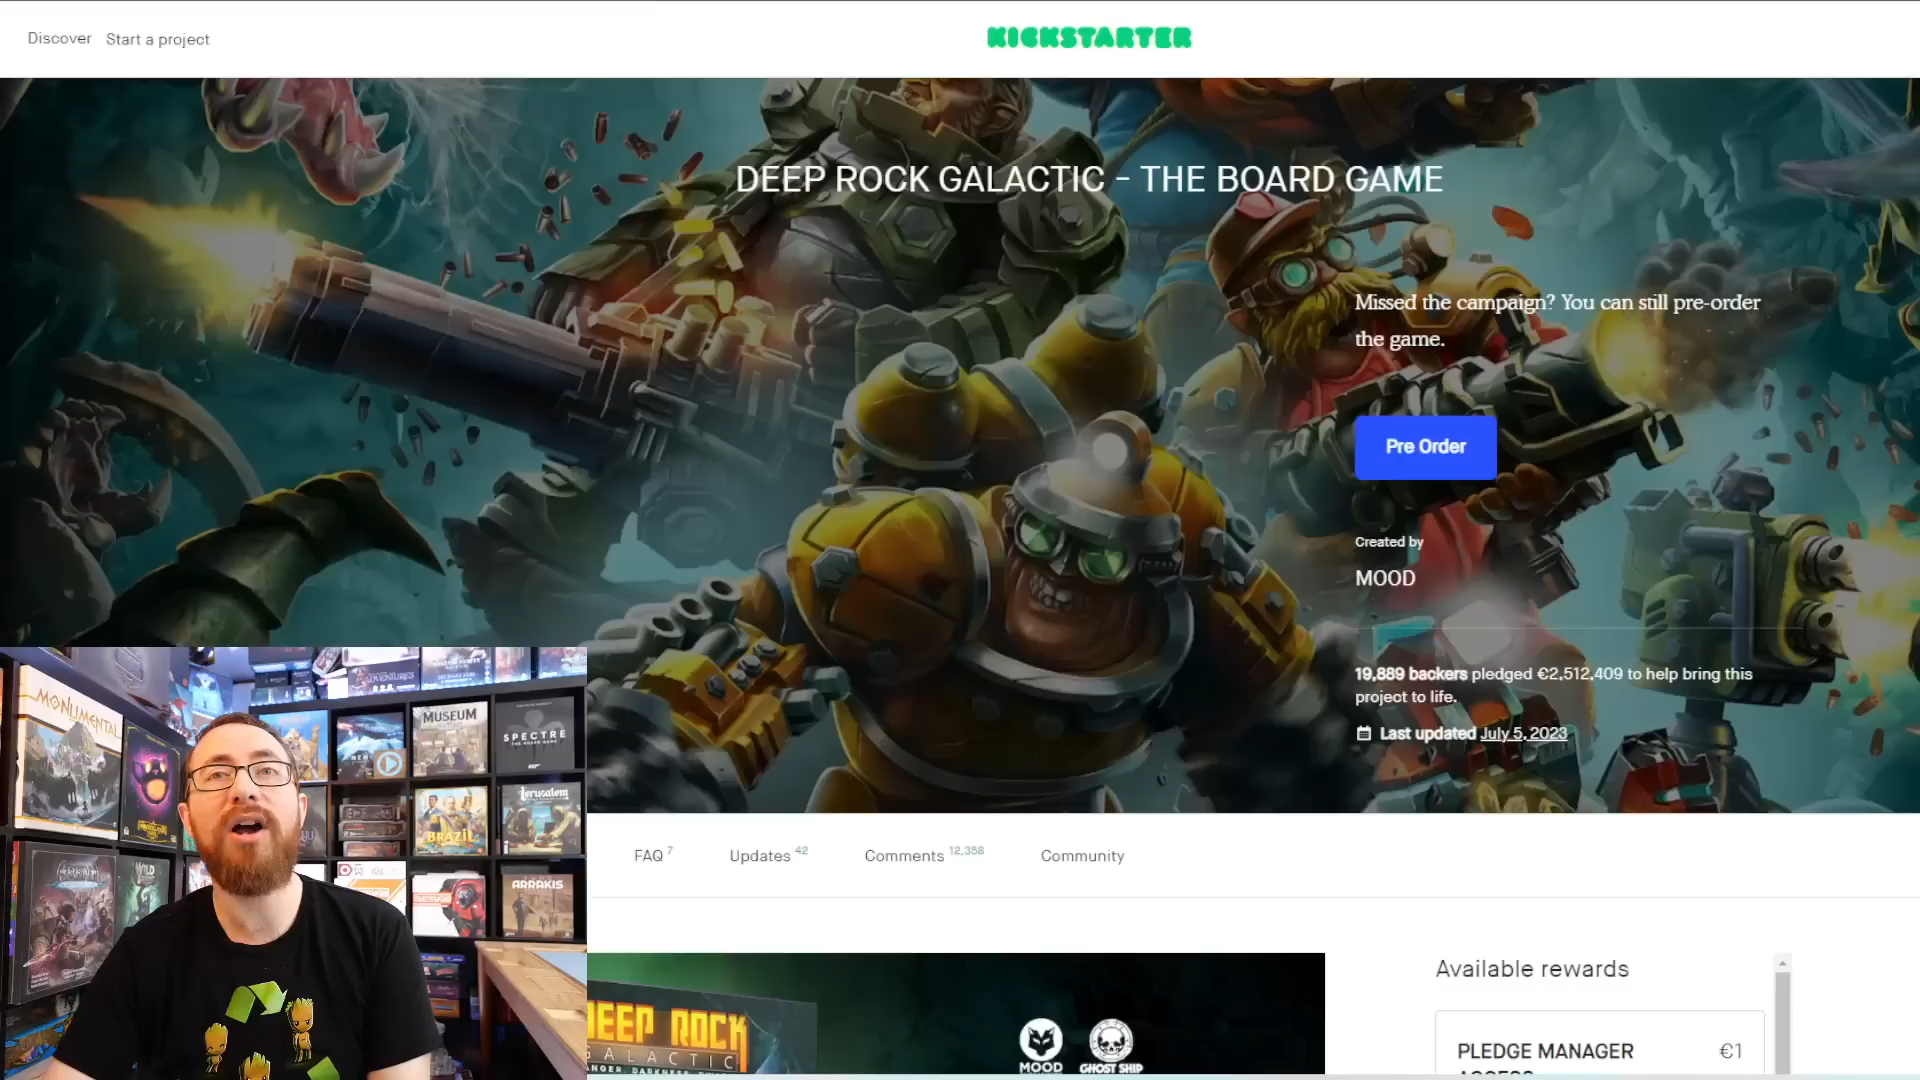 Discover
Start a project
KICKSTARTER
DEEP ROCK GALACTIC - THE BOARD GAME
Missed the campaign? You can still pre-order
the game.
Pre Order
Created by
MOOD
19,889 backers pledged €2,512,409 to help bring this
project to life.
Last updated July 5, 2023
MONUMENTAL
MUSEUM
SPECTRE
BRAZIL
Jerusalem
WILD
ARRAKIS
FAQ 7
Updates 42
Comments 12,358
Community
Available rewards
PLEDGE MANAGER
€1
DEEP ROCK
GALACTIC
MOOD
GHOST SHIP